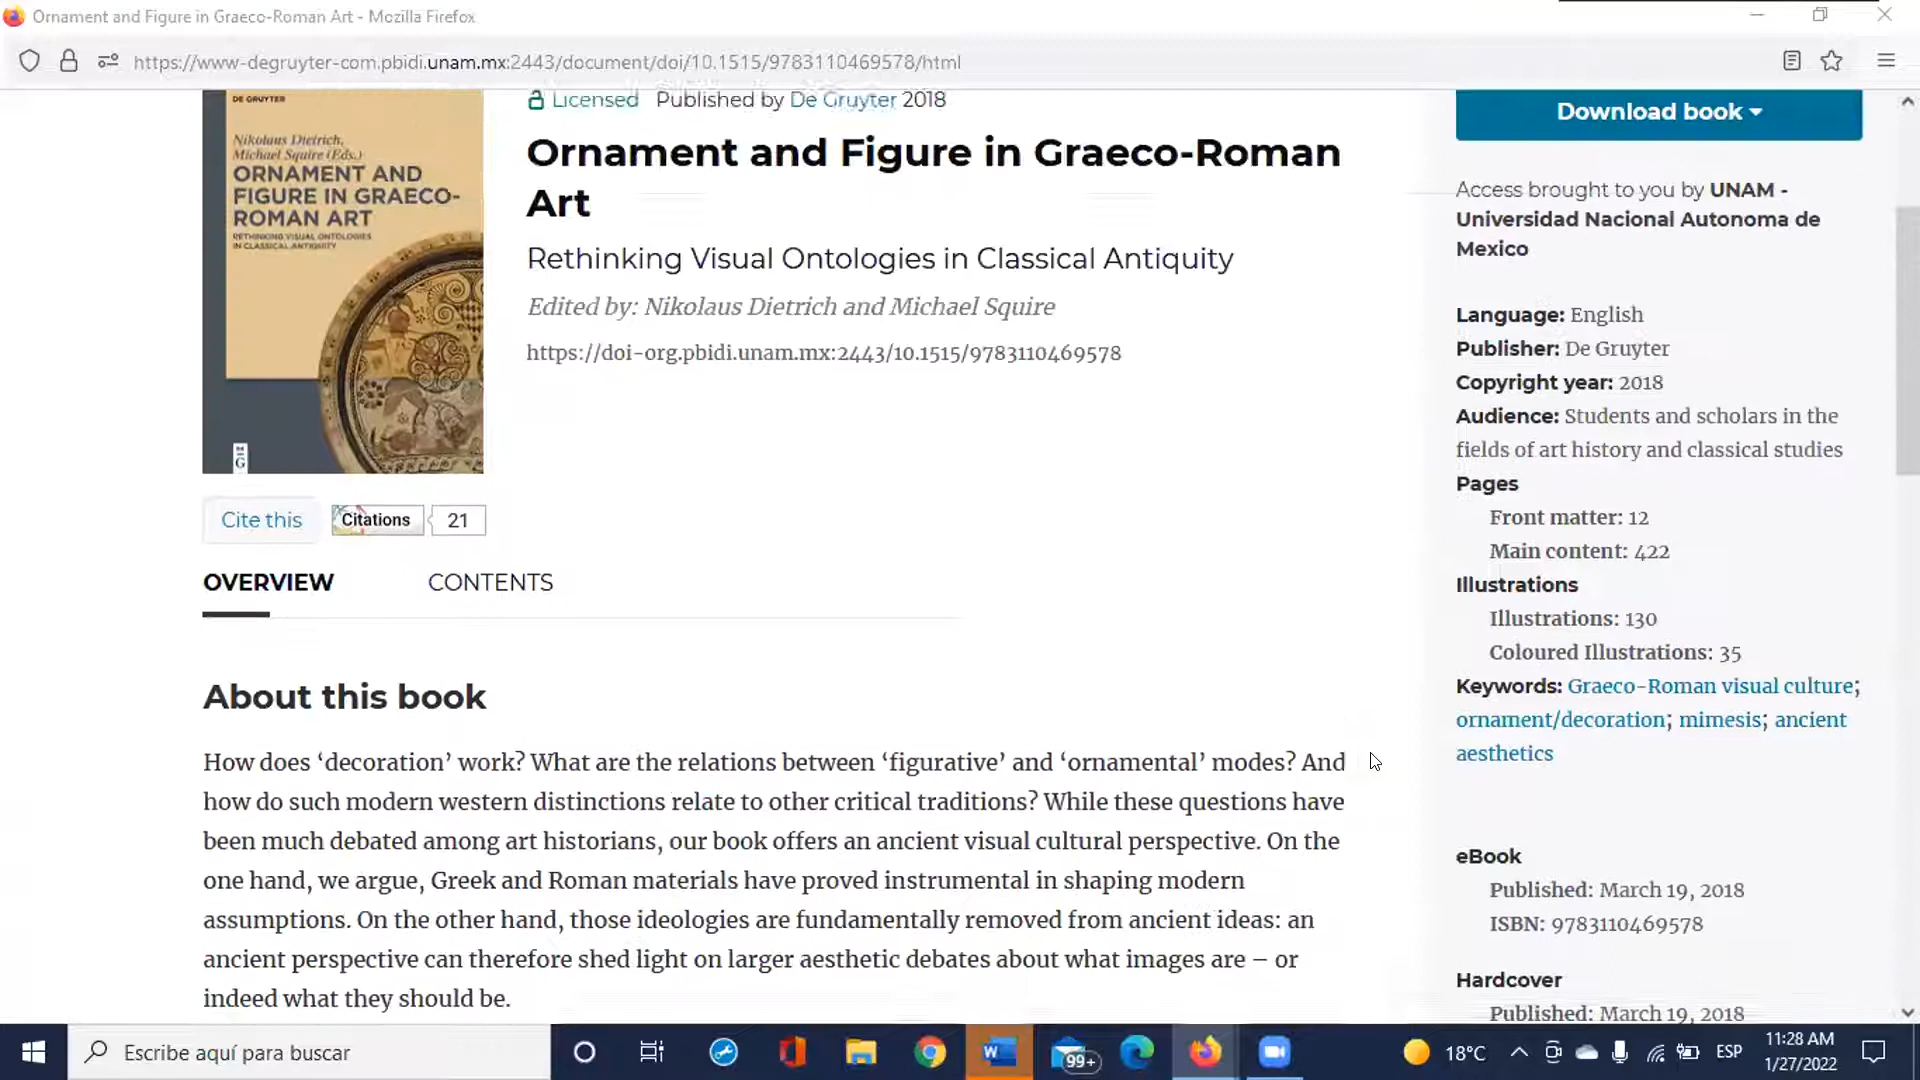 Ornament and Figure in Graeco-Roman Art - Mozilla Firefox
https://www-degruyter-com.pbidi.unam.mx:2443/document/doi/10.1515/9783110469578/html
DE GRUYTER
Nikolaus Dietrich,
Michael Squire (Eds.)
ORNAMENT AND
FIGURE IN GRAECO-
ROMAN ART
RETHINKING VISUAL ONTOLOGIES
IN CLASSICAL ANTIQUITY
DE
G
Licensed Published by De Gruyter 2018
Ornament and Figure in Graeco-Roman
Art
Rethinking Visual Ontologies in Classical Antiquity
Edited by: Nikolaus Dietrich and Michael Squire
https://doi-org.pbidi.unam.mx:2443/10.1515/9783110469578
Cite this
Citations
21
OVERVIEW
CONTENTS
About this book
How does ‘decoration’ work? What are the relations between ‘figurative’ and ‘ornamental’ modes? And
how do such modern western distinctions relate to other critical traditions? While these questions have
been much debated among art historians, our book offers an ancient visual cultural perspective. On the
one hand, we argue, Greek and Roman materials have proved instrumental in shaping modern
assumptions. On the other hand, those ideologies are fundamentally removed from ancient ideas: an
ancient perspective can therefore shed light on larger aesthetic debates about what images are – or
indeed what they should be.
Download book
Access brought to you by UNAM -
Universidad Nacional Autonoma de
Mexico
Language: English
Publisher: De Gruyter
Copyright year: 2018
Audience: Students and scholars in the
fields of art history and classical studies
Pages
Front matter: 12
Main content: 422
Illustrations
Illustrations: 130
Coloured Illustrations: 35
Keywords: Graeco-Roman visual culture;
ornament/decoration; mimesis; ancient
aesthetics
eBook
Published: March 19, 2018
ISBN: 9783110469578
Hardcover
Published: March 19, 2018
Escribe aquí para buscar
W
99+
18°C
ESP
11:28 AM
1/27/2022